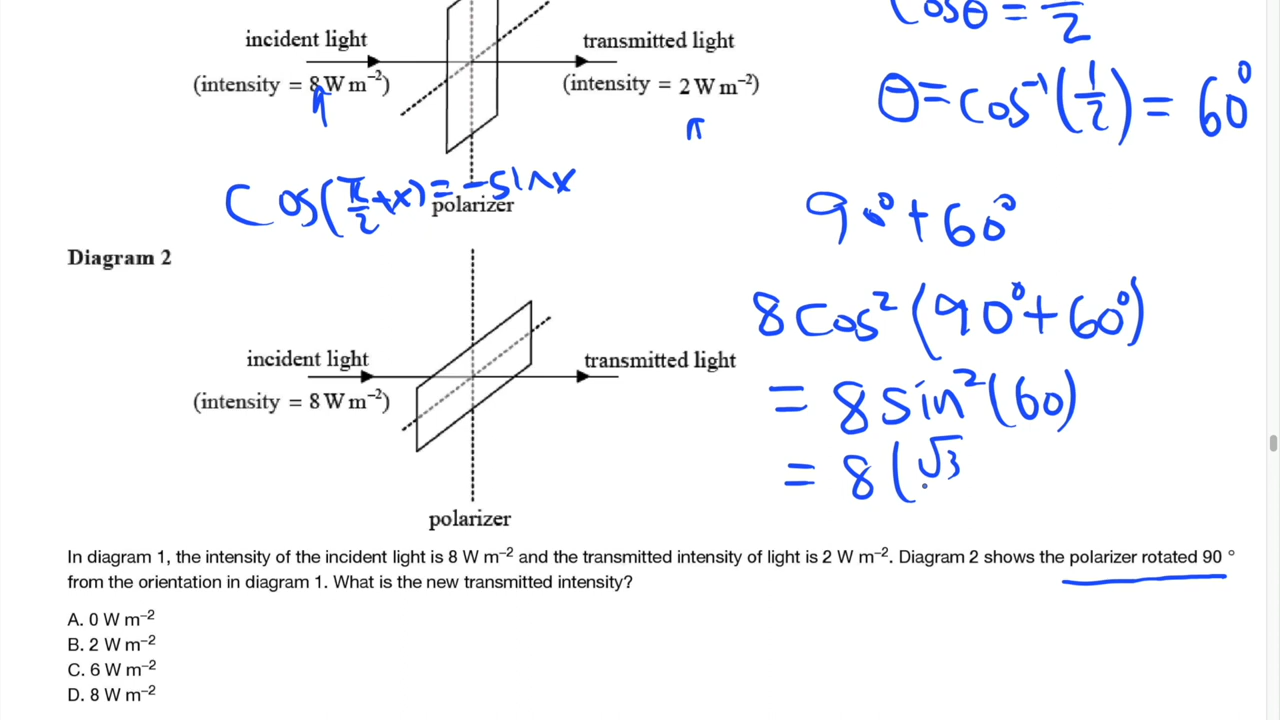 Cosθ = /2
incident light
transmitted light
(intensity = 8 W m⁻²)
(intensity = 2 W m⁻²)
θ = cos⁻¹(1/2) = 60°
Cos(π/2 + x) = -sinx
polarizer
90° + 60°
Diagram 2
8 cos² (90° + 60°)
incident light
transmitted light
(intensity = 8 W m⁻²)
= 8 sin² (60)
= 8 (√3
polarizer
In diagram 1, the intensity of the incident light is 8 W m⁻² and the transmitted intensity of light is 2 W m⁻². Diagram 2 shows the polarizer rotated 90 °
from the orientation in diagram 1. What is the new transmitted intensity?
A. 0 W m⁻²
B. 2 W m⁻²
C. 6 W m⁻²
D. 8 W m⁻²